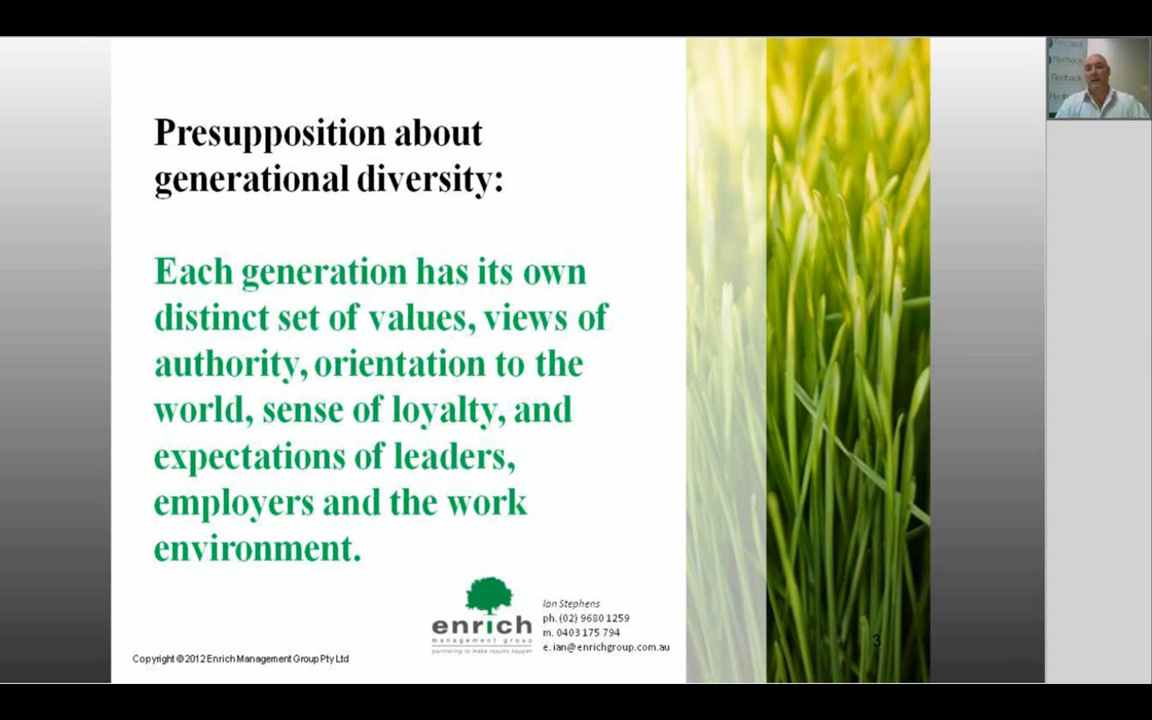 Presupposition about
generational diversity:
Each generation has its own
distinct set of values, views of
authority, orientation to the
world, sense of loyalty, and
expectations of leaders,
employers and the work
environment.
enrich
management group
partnering to make results happen
Ian Stephens
ph. (02) 9680 1259
m. 0403 175 794
e. ian@enrichgroup.com.au
3
Copyright ©2012 Enrich Management Group Pty Ltd
Redback
Redback